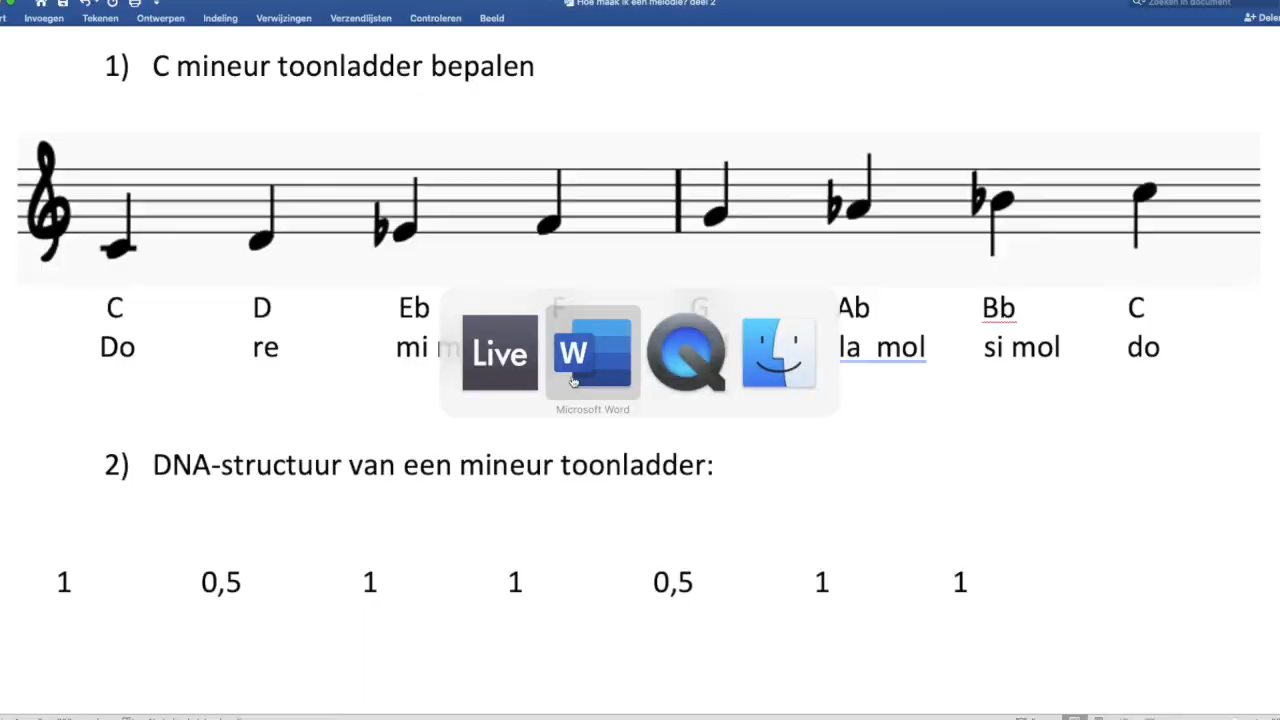 Hoe maak ik een melodie? deel 2
Zoeken in document
Invoegen Tekenen Ontwerpen Indeling Verwijzingen Verzendlijsten Controleren Beeld
1) C mineur toonladder bepalen
C D Eb F G Ab Bb C
Do re mi la mol si mol do
Live W
Microsoft Word
2) DNA-structuur van een mineur toonladder:
1 0,5 1 1 0,5 1 1